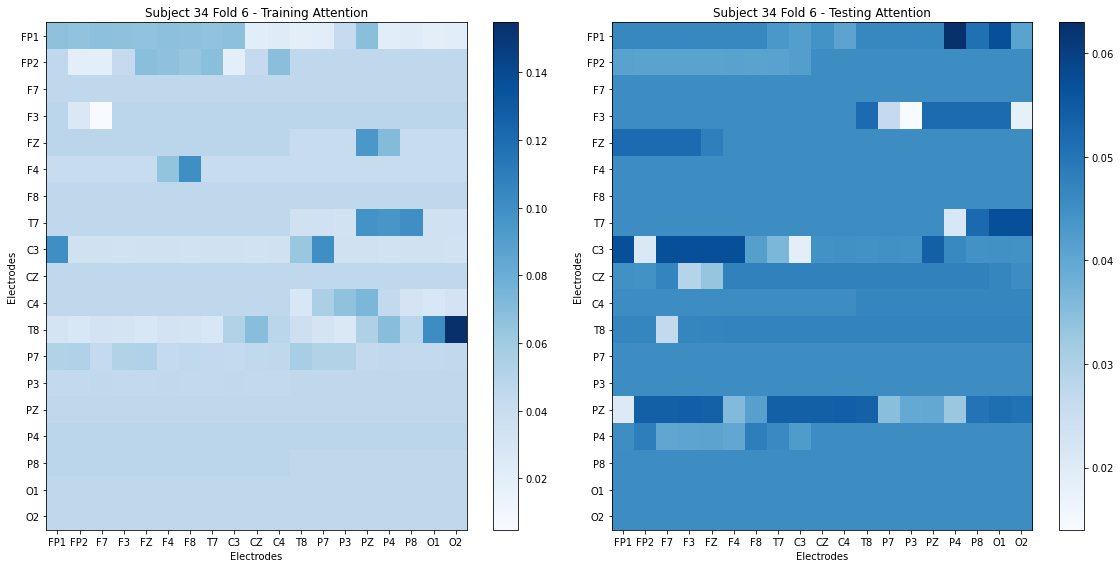 Subject 34 Fold 6 - Training Attention
FP1
FP2
F7
F3
FZ
F4
F8
T7
C3
CZ
C4
T8
P7
P3
PZ
P4
P8
O1
O2
Electrodes
FP1 FP2 F7 F3 FZ F4 F8 T7 C3 CZ C4 T8 P7 P3 PZ P4 P8 O1 O2
Electrodes
0.14
0.12
0.10
0.08
0.06
0.04
0.02
Subject 34 Fold 6 - Testing Attention
FP1
FP2
F7
F3
FZ
F4
F8
T7
C3
CZ
C4
T8
P7
P3
PZ
P4
P8
O1
O2
Electrodes
FP1 FP2 F7 F3 FZ F4 F8 T7 C3 CZ C4 T8 P7 P3 PZ P4 P8 O1 O2
Electrodes
0.06
0.05
0.04
0.03
0.02